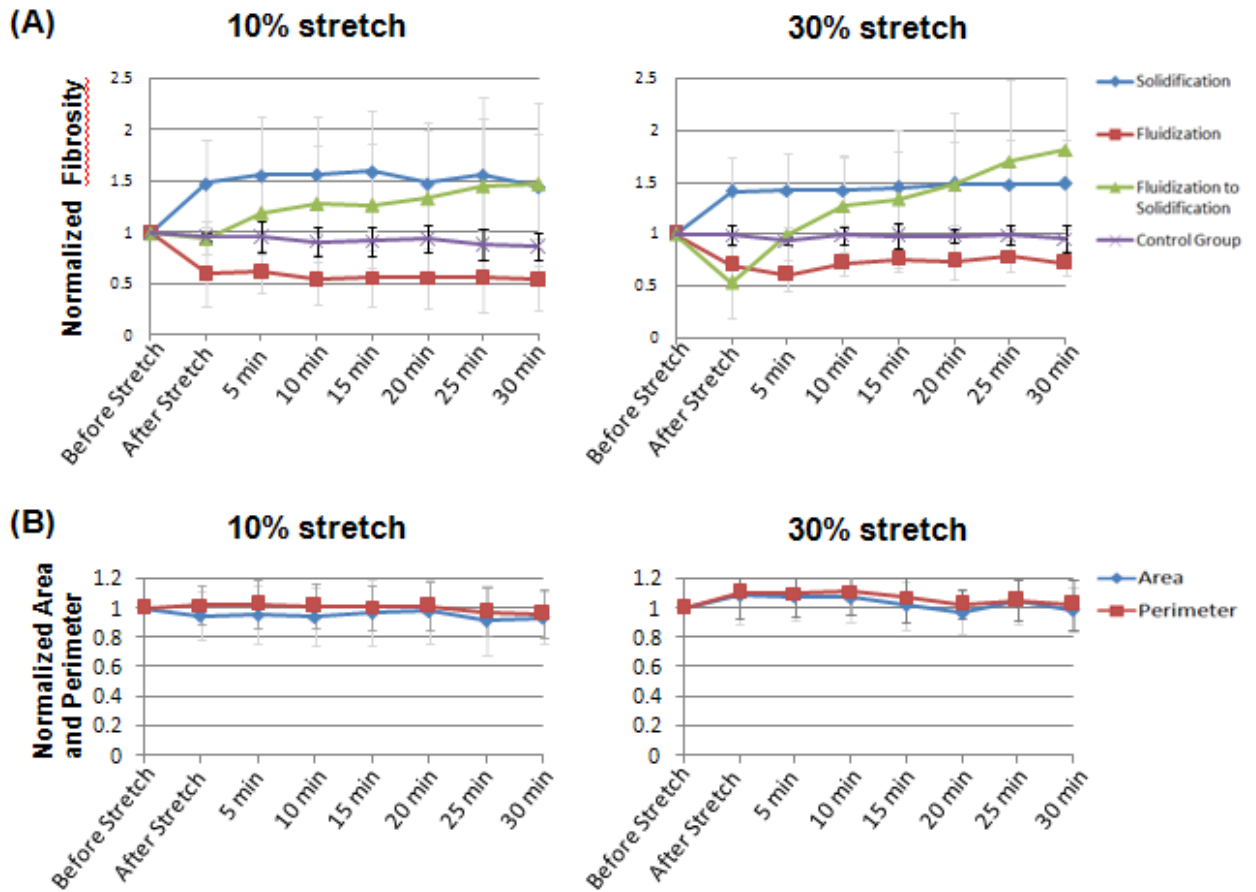 (A)
10% stretch
30% stretch
Normalized Fibrosity
2.5
2
1.5
1
0.5
0
Before Stretch
After Stretch
5 min
10 min
15 min
20 min
25 min
30 min
2.5
2
1.5
1
0.5
0
Before Stretch
After Stretch
5 min
10 min
15 min
20 min
25 min
30 min
Solidification
Fluidization
Fluidization to
Solidification
Control Group
(B)
10% stretch
30% stretch
Normalized Area
and Perimeter
1.2
1
0.8
0.6
0.4
0.2
0
Before Stretch
After Stretch
5 min
10 min
15 min
20 min
25 min
30 min
1.2
1
0.8
0.6
0.4
0.2
0
Before Stretch
After Stretch
5 min
10 min
15 min
20 min
25 min
30 min
Area
Perimeter